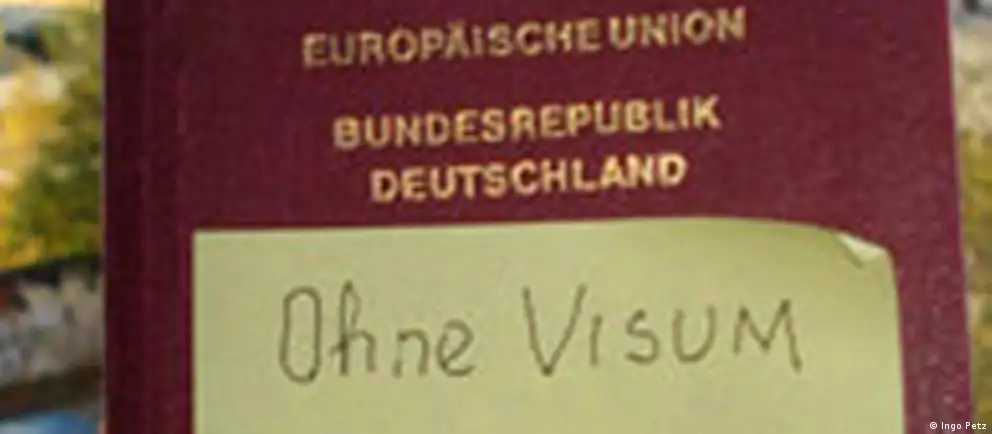 EUROPÄISCHE UNION
BUNDESREPUBLIK
DEUTSCHLAND
Ohne VISUM
© Ingo Petz